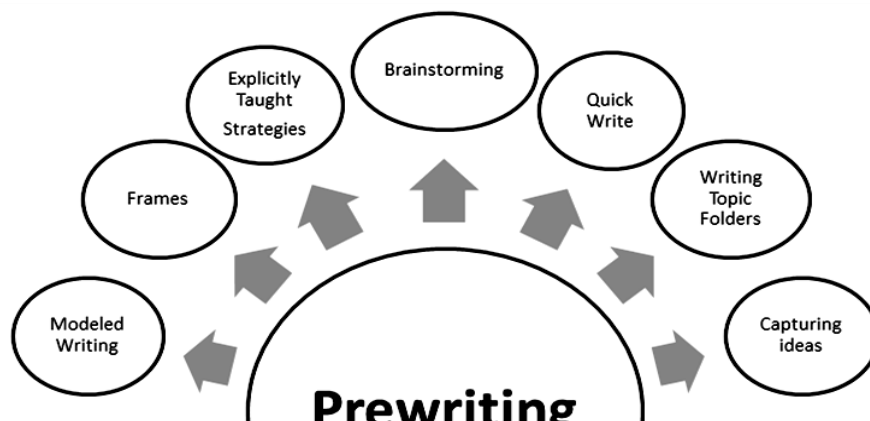 Brainstorming
Explicitly
Taught
Strategies
Quick
Write
Frames
Writing
Topic
Folders
Modeled
Writing
Capturing
ideas
Prewriting